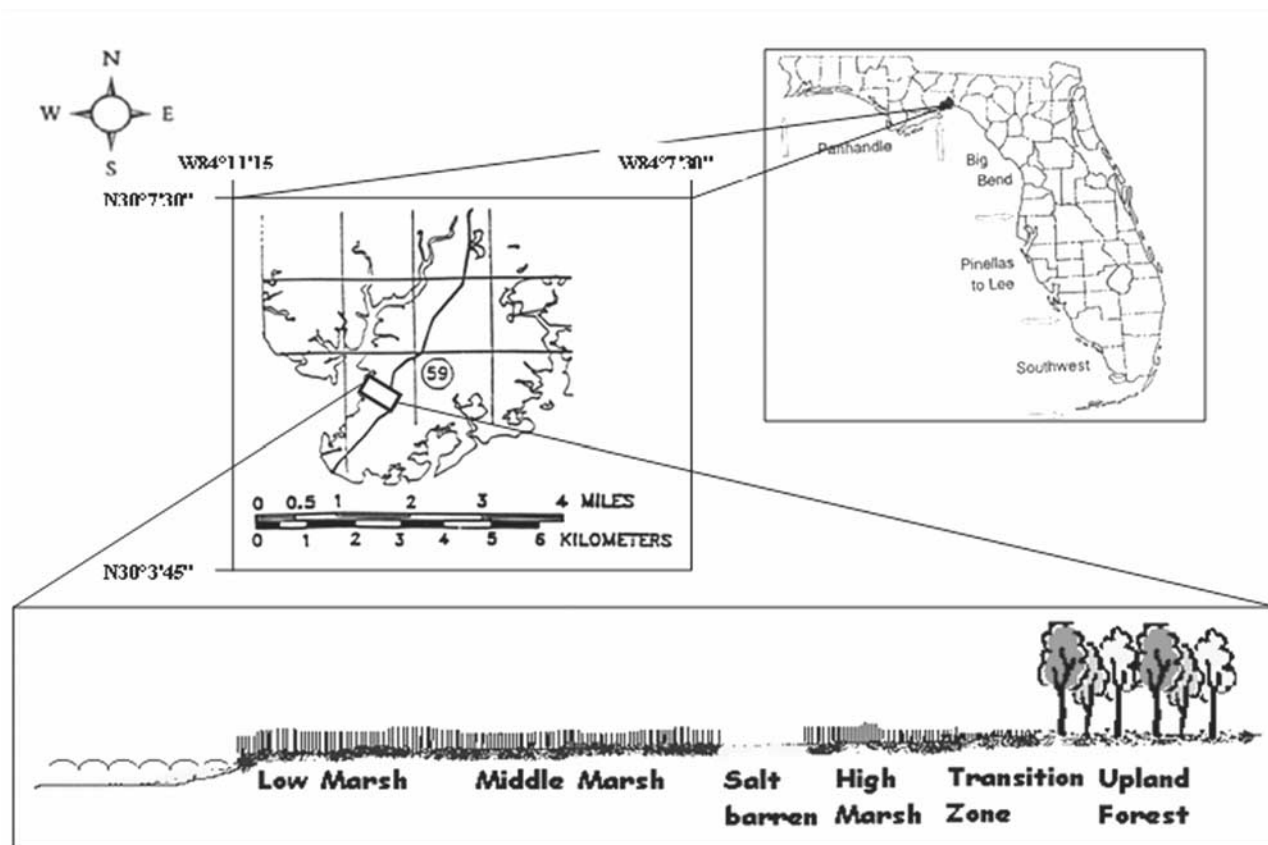 N
W E
S
W84°11'15
W84°7'30"
N30°7'30"
Panhandle
Big
Bend
Pinellas
to Lee
Southwest
59
0 0.5 1 2 3 4 MILES
0 1 2 3 4 5 6 KILOMETERS
N30°3'45"
Low Marsh
Middle Marsh
Salt
barren
High
Marsh
Transition
Zone
Upland
Forest